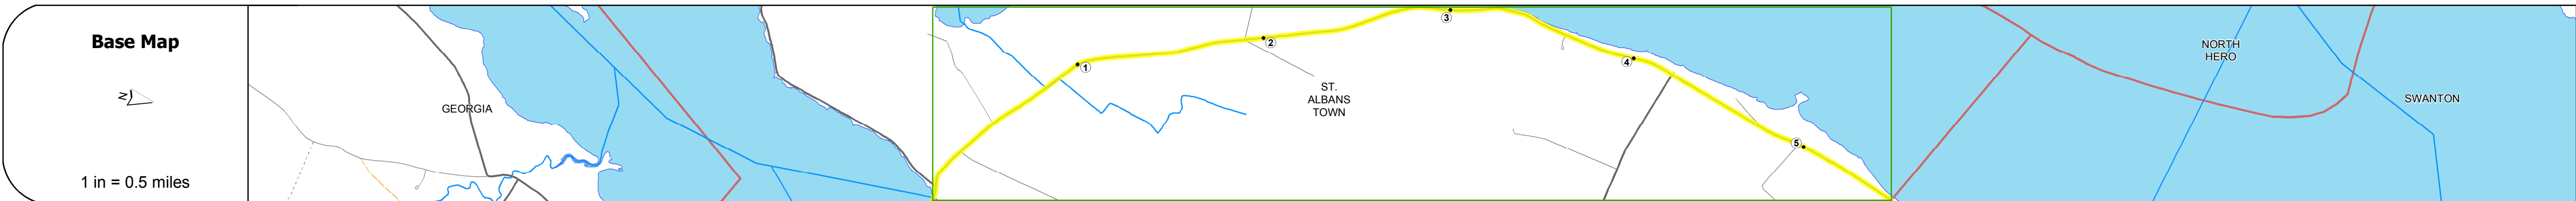 Base Map
N
1 in = 0.5 miles
GEORGIA
1
2
3
ST.
ALBANS
TOWN
4
5
NORTH
HERO
SWANTON